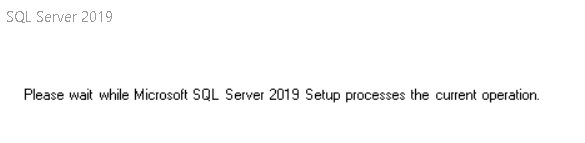 SQL Server 2019
Please wait while Microsoft SQL Server 2019 Setup processes the current operation.